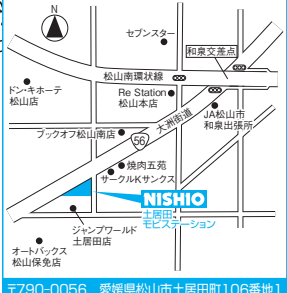 N
セブンスター
和泉交差点
松山南環状線
ドン・キホーテ
松山店
Re Station
松山本店
JA松山市
和泉出張所
大洲街道
ブックオフ松山南店
56
焼肉五苑
サークルKサンクス
NISHIO
土居田
モビステーション
ジャンプワールド
土居田店
オートバックス
松山保免店
〒790-0056 愛媛県松山市土居田町106番地1